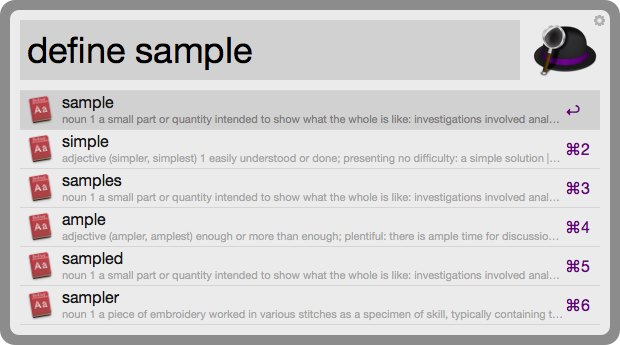 define sample
sample
noun 1 a small part or quantity intended to show what the whole is like: investigations involved anal…
↩
simple
adjective (simpler, simplest) 1 easily understood or done; presenting no difficulty: a simple solution |…
⌘2
samples
noun 1 a small part or quantity intended to show what the whole is like: investigations involved anal…
⌘3
ample
adjective (ampler, amplest) enough or more than enough; plentiful: there is ample time for discussio…
⌘4
sampled
noun 1 a small part or quantity intended to show what the whole is like: investigations involved anal…
⌘5
sampler
noun 1 a piece of embroidery worked in various stitches as a specimen of skill, typically containing t…
⌘6
Aa
Aa
Aa
Aa
Aa
Aa